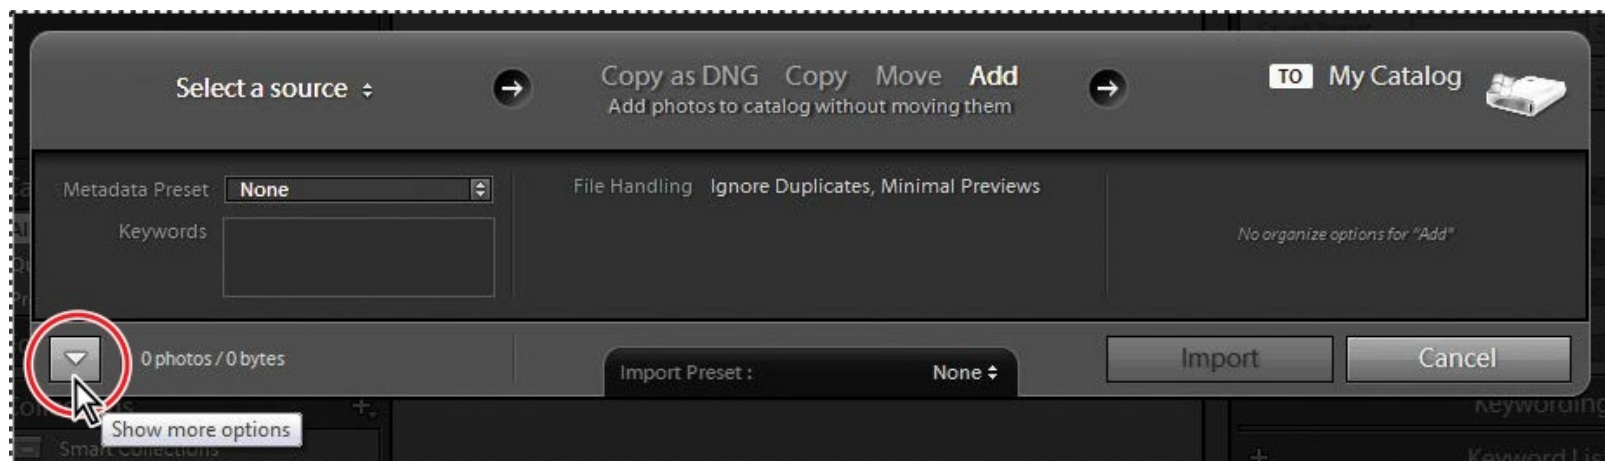 Select a source
Copy as DNG Copy Move Add
Add photos to catalog without moving them
TO My Catalog
Metadata Preset None
Keywords
File Handling Ignore Duplicates, Minimal Previews
No organize options for "Add"
0 photos / 0 bytes
Import Preset : None
Import
Cancel
Show more options
Smart Collections
Keywording
Keyword Lis